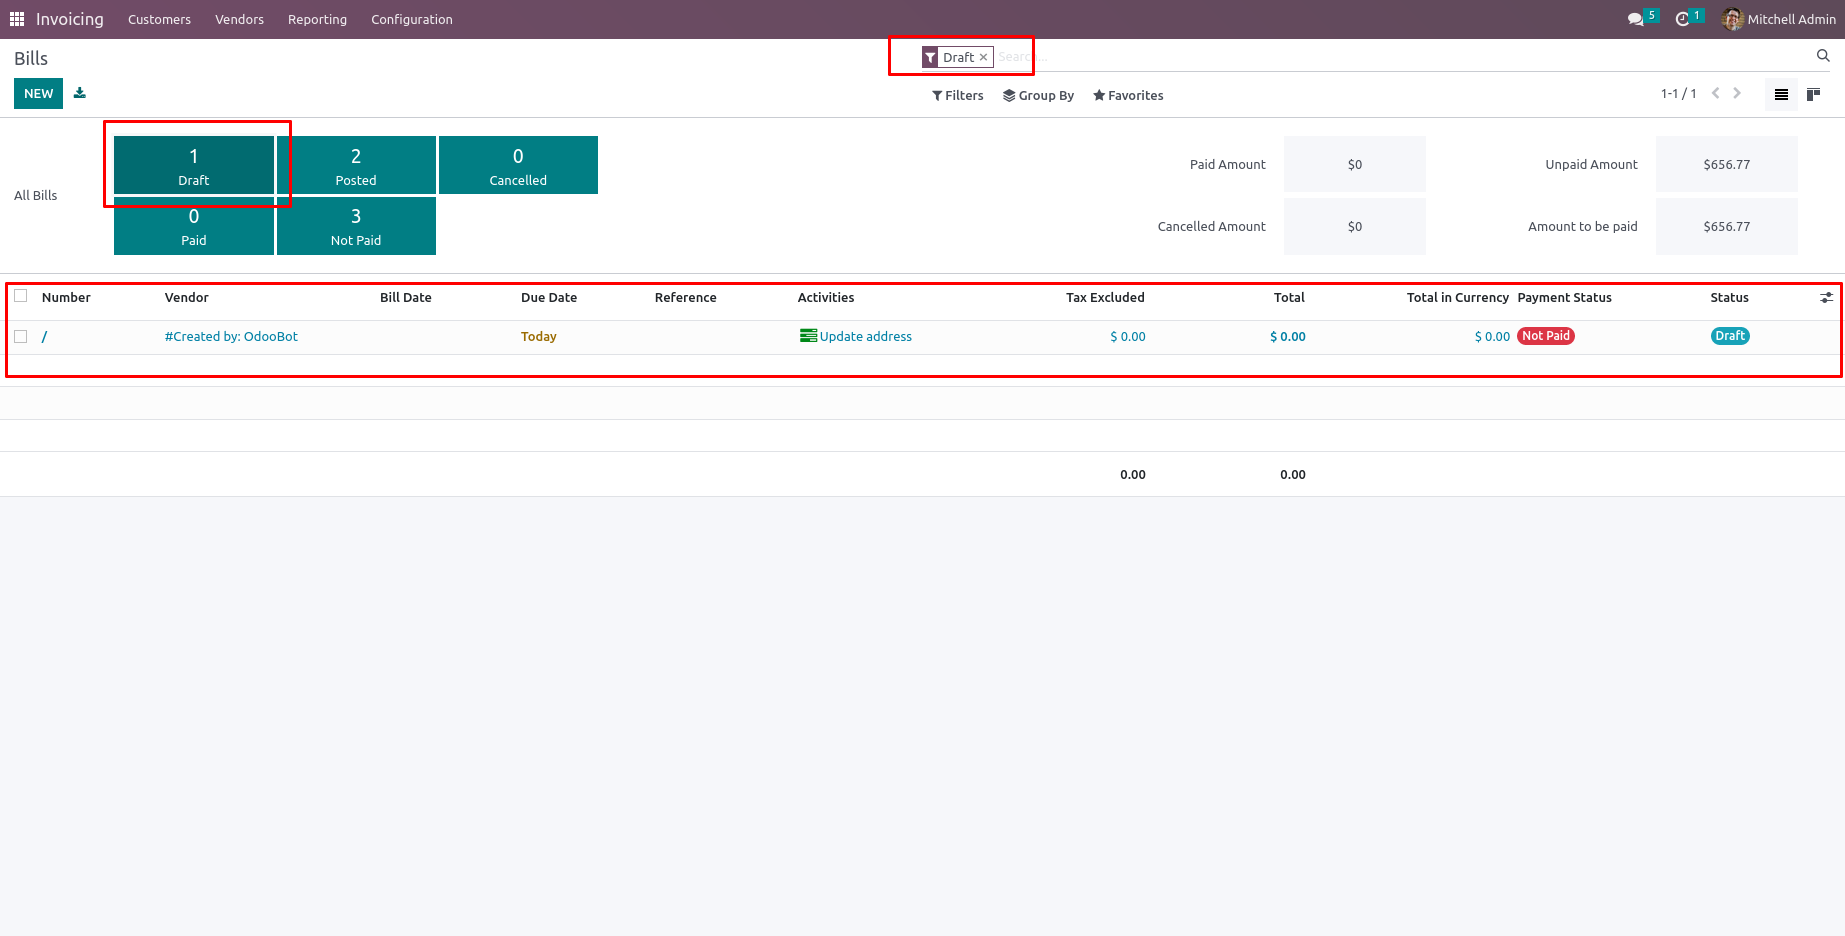 Invoicing Customers Vendors Reporting Configuration 5 1 Mitchell Admin
Bills
Draft × Search...
NEW
Filters Group By Favorites
1-1 / 1
All Bills
1
Draft
2
Posted
0
Cancelled
0
Paid
3
Not Paid
Paid Amount $0 Unpaid Amount $656.77
Cancelled Amount $0 Amount to be paid $656.77
Number Vendor Bill Date Due Date Reference Activities Tax Excluded Total Total in Currency Payment Status Status
/ #Created by: OdooBot Today Update address $ 0.00 $ 0.00 $ 0.00 Not Paid Draft
0.00 0.00